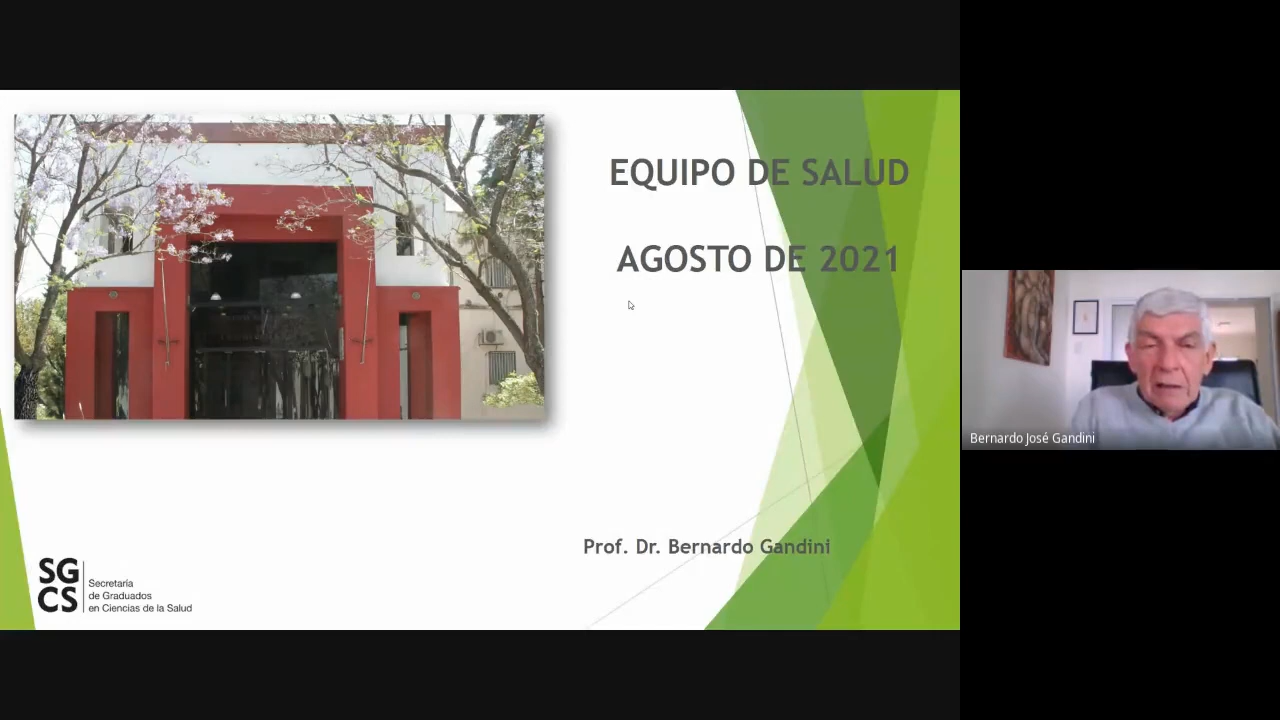 EQUIPO DE SALUD
AGOSTO DE 2021
Prof. Dr. Bernardo Gandini
SG
CS
Secretaría
de Graduados
en Ciencias de la Salud
Bernardo José Gandini